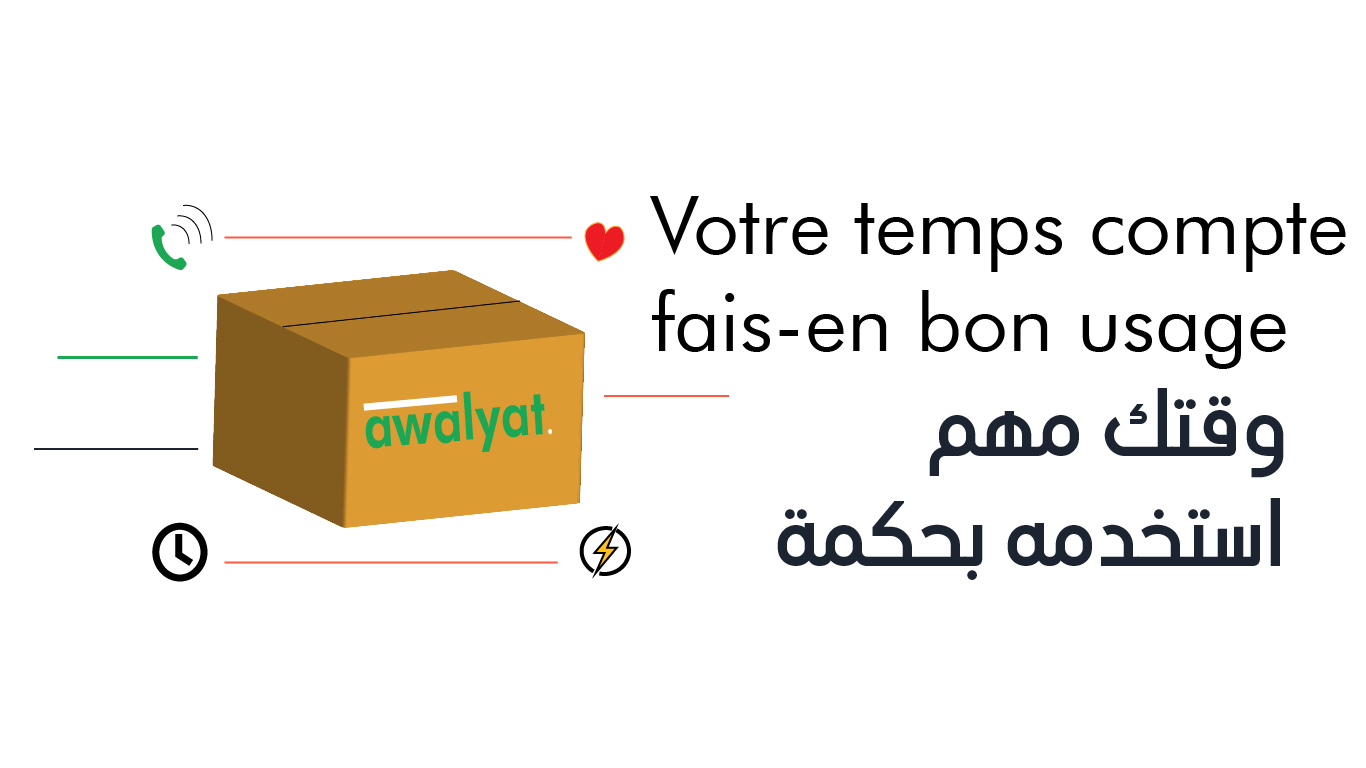 Votre temps compte
fais-en bon usage
وقتك مهم
استخدمه بحكمة
awalyat.